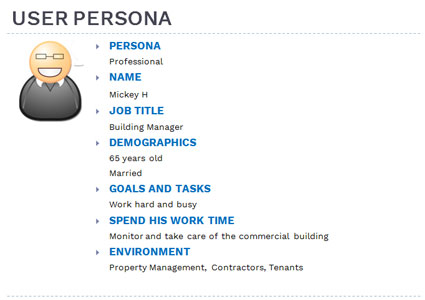 USER PERSONA
PERSONA
Professional
NAME
Mickey H
JOB TITLE
Building Manager
DEMOGRAPHICS
65 years old
Married
GOALS AND TASKS
Work hard and busy
SPEND HIS WORK TIME
Monitor and take care of the commercial building
ENVIRONMENT
Property Management, Contractors, Tenants